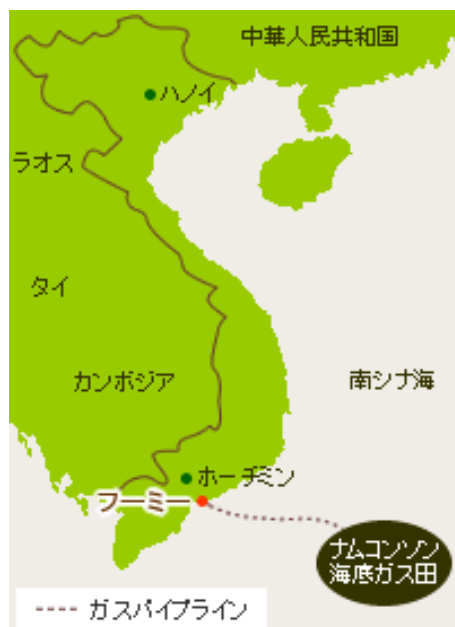 中華人民共和国
ハノイ
ラオス
タイ
カンボジア
南シナ海
ホーチミン
フーミー
ナムコンソン
海底ガス田
ガスパイプライン